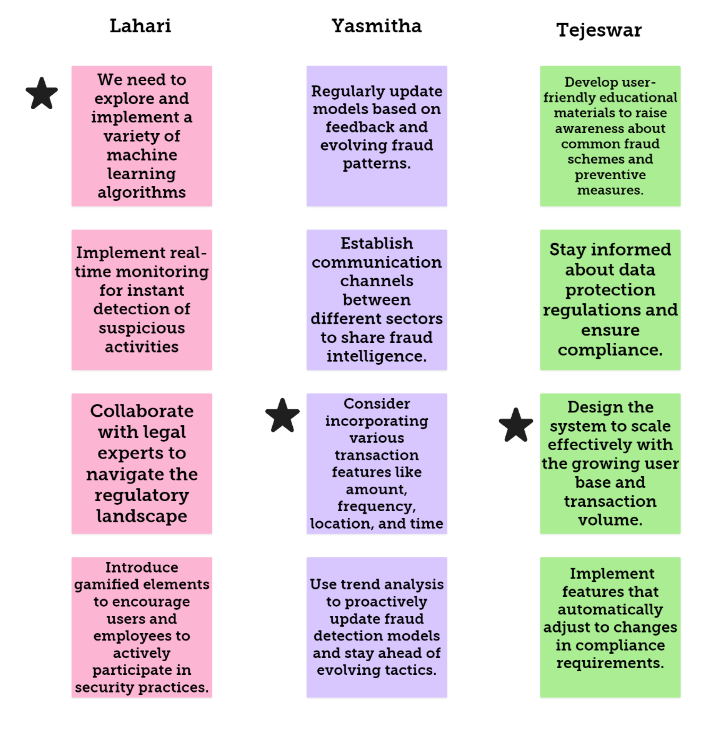 Lahari
Yasmitha
Tejeswar
We need to
explore and
implement a
variety of
machine
learning
algorithms
Regularly update
models based on
feedback and
evolving fraud
patterns.
Develop user-
friendly educational
materials to raise
awareness about
common fraud
schemes and
preventive
measures.
Implement real-
time monitoring
for instant
detection of
suspicious
activities
Establish
communication
channels
between
different sectors
to share fraud
intelligence.
Stay informed
about data
protection
regulations and
ensure
compliance.
Collaborate
with legal
experts to
navigate the
regulatory
landscape
Consider
incorporating
various
transaction
features like
amount,
frequency,
location, and time
Design the
system to scale
effectively with
the growing user
base and
transaction
volume.
Introduce
gamified elements
to encourage
users and
employees to
actively
participate in
security practices.
Use trend analysis
to proactively
update fraud
detection models
and stay ahead of
evolving tactics.
Implement
features that
automatically
adjust to changes
in compliance
requirements.